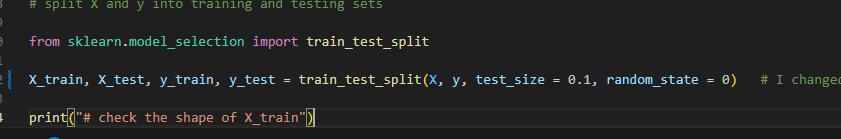 # split X and y into training and testing sets
from sklearn.model_selection import train_test_split
X_train, X_test, y_train, y_test = train_test_split(X, y, test_size = 0.1, random_state = 0) # I changed
print("# check the shape of X_train")